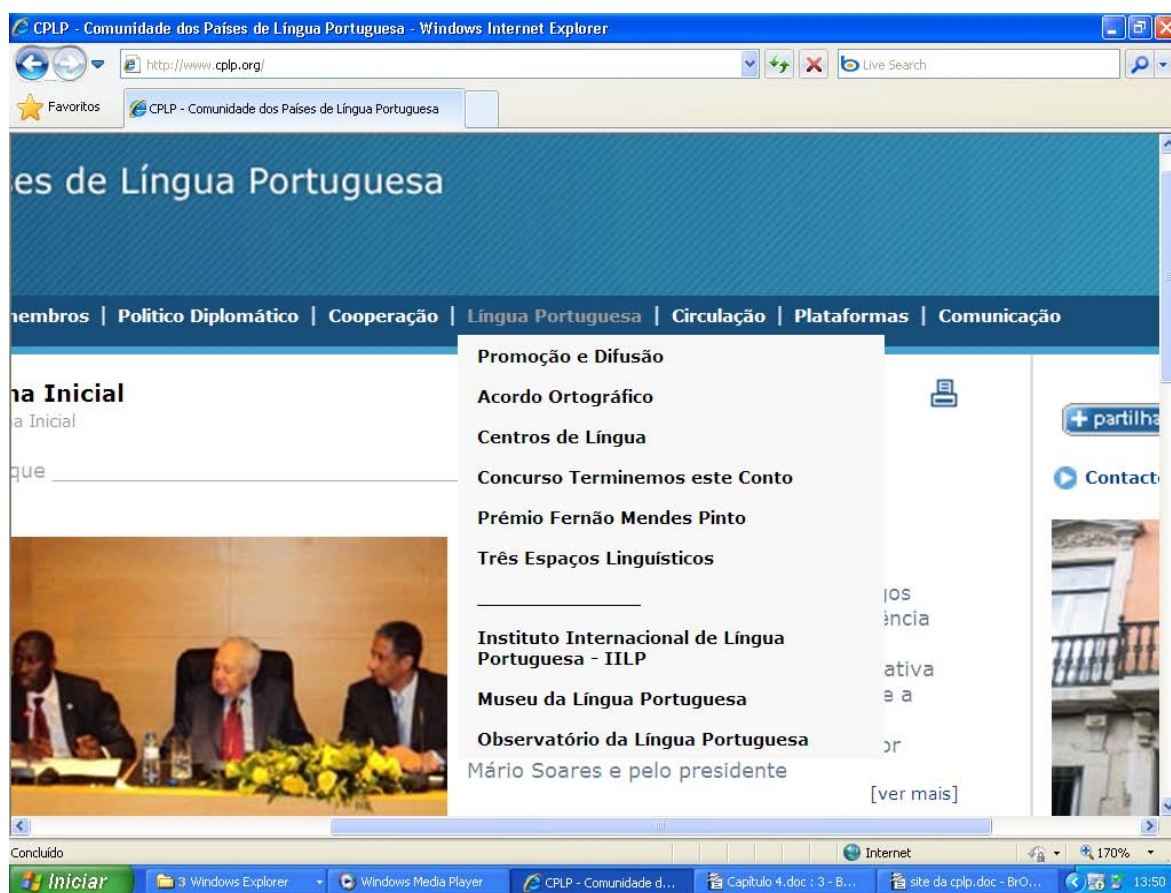 CPLP - Comunidade dos Países de Língua Portuguesa - Windows Internet Explorer
http://www.cplp.org/
Live Search
Favoritos
CPLP - Comunidade dos Países de Língua Portuguesa
es de Língua Portuguesa
membros | Politico Diplomático | Cooperação | Língua Portuguesa | Circulação | Plataformas | Comunicação
Promoção e Difusão
Acordo Ortográfico
Centros de Língua
Concurso Terminemos este Conto
Prémio Fernão Mendes Pinto
Três Espaços Linguísticos
Instituto Internacional de Língua
Portuguesa - IILP
Museu da Língua Portuguesa
Observatório da Língua Portuguesa
na Inicial
a Inicial
que
Mário Soares e pelo presidente
[ver mais]
+ partilha
Contact
Concluído
Internet
170%
Iniciar
3 Windows Explorer
Windows Media Player
CPLP - Comunidade d...
Capítulo 4.doc : 3 - B...
site da cplp.doc - BrO...
13:50